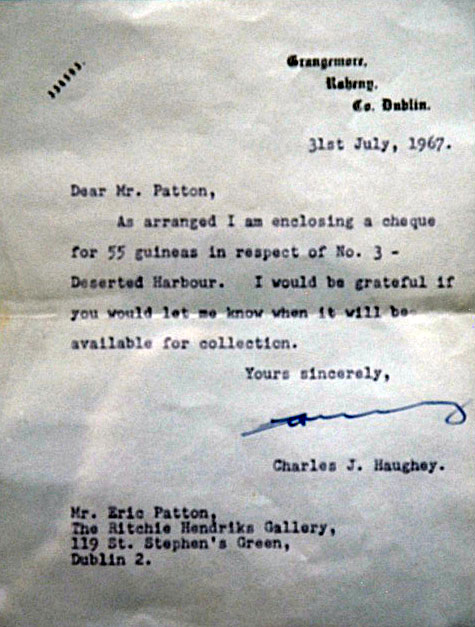 Grangemore,
Raheny,
Co. Dublin.
31st July, 1967.
Dear Mr. Patton,
As arranged I am enclosing a cheque
for 55 guineas in respect of No. 3 -
Deserted Harbour. I would be grateful if
you would let me know when it will be
available for collection.
Yours sincerely,
Charles J. Haughey.
Mr. Eric Patton,
The Ritchie Hendriks Gallery,
119 St. Stephen's Green,
Dublin 2.